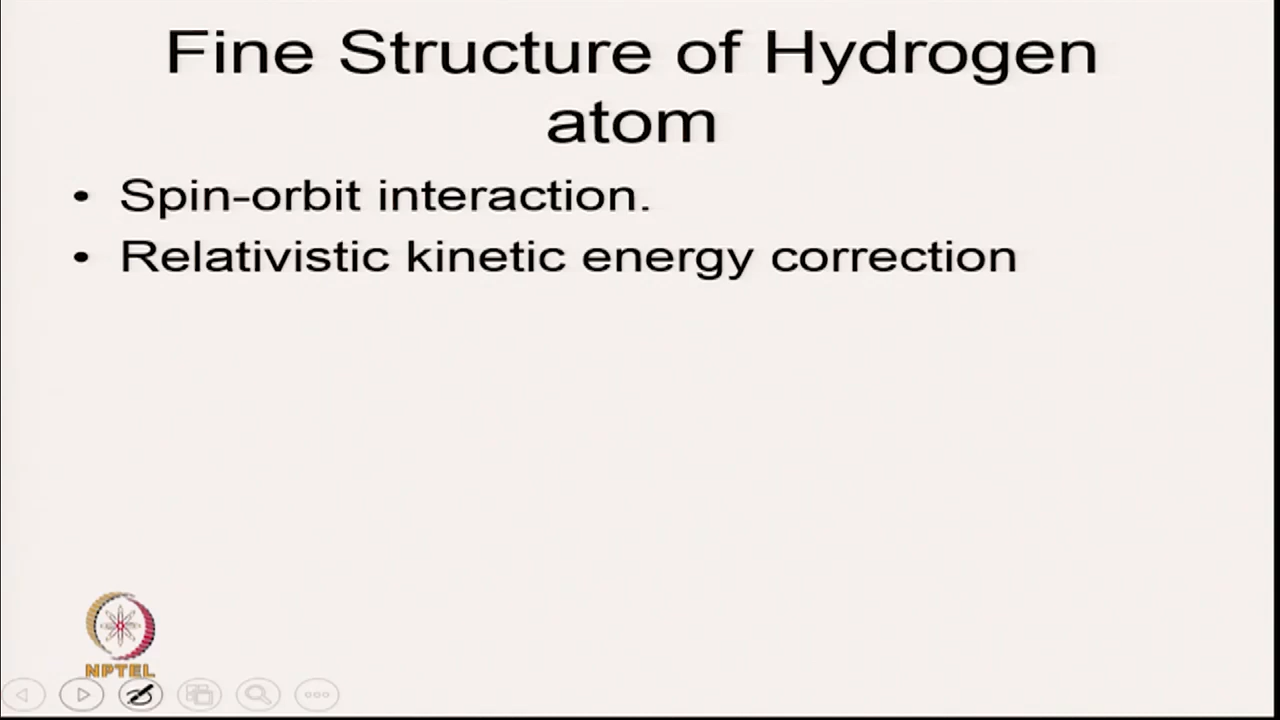 Fine Structure of Hydrogen
atom
• Spin-orbit interaction.
• Relativistic kinetic energy correction
NPTEL